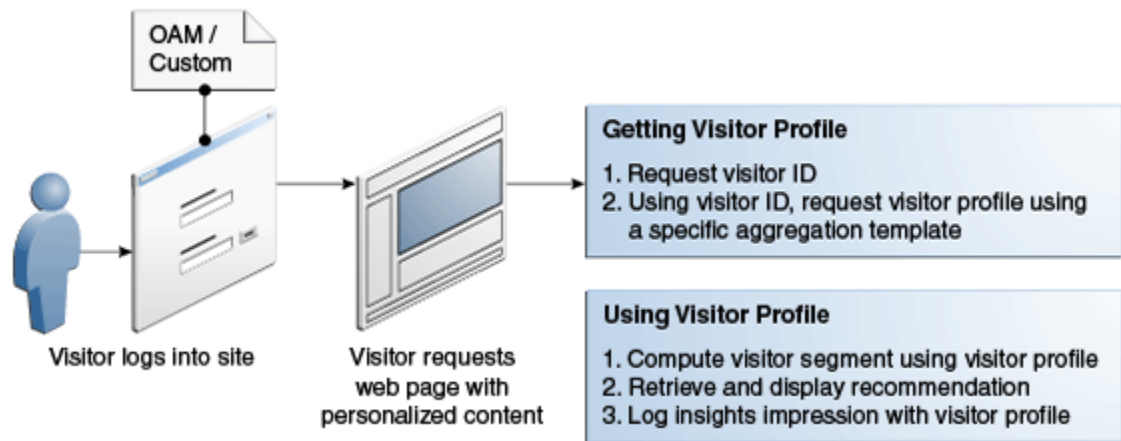 OAM /
Custom
Visitor logs into site
Visitor requests
web page with
personalized content
Getting Visitor Profile
1. Request visitor ID
2. Using visitor ID, request visitor profile using
a specific aggregation template
Using Visitor Profile
1. Compute visitor segment using visitor profile
2. Retrieve and display recommendation
3. Log insights impression with visitor profile